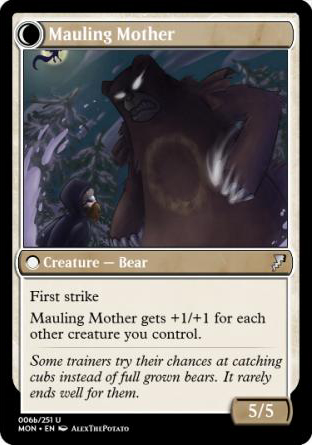 Mauling Mother
Creature — Bear
First strike
Mauling Mother gets +1/+1 for each
other creature you control.
Some trainers try their chances at catching
cubs instead of full grown bears. It rarely
ends well for them.
5/5
006b/251 U
MON • EN AlexThePotato